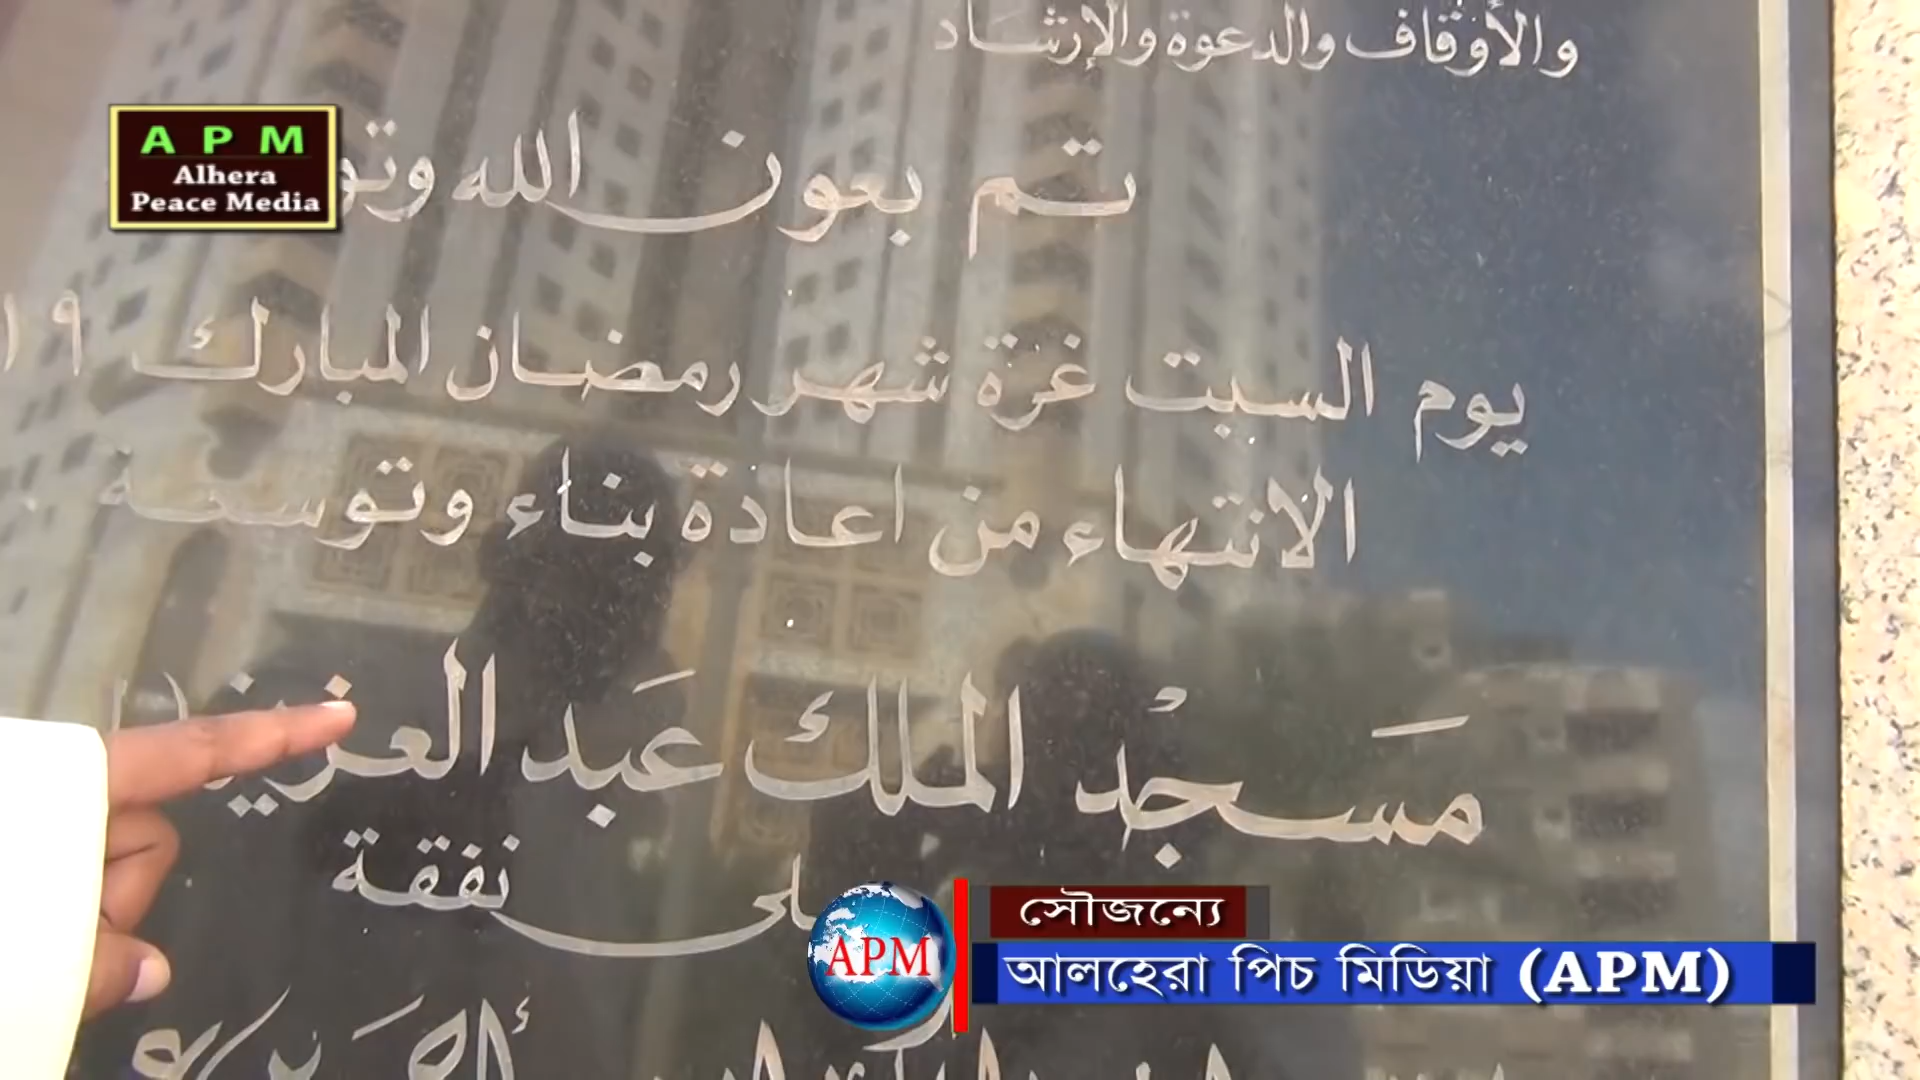 والأوقاف والدعوة والإرشاد
تم بعون الله
يوم السبت غرة شهر رمضان المبارك
الانتهاء من اعادة بناء وتوسعة
مسجد الملك عبد العزيز
نفقة
A P M
Alhera
Peace Media
APM
সৌজন্যে
আলহেরা পিচ মিডিয়া (APM)